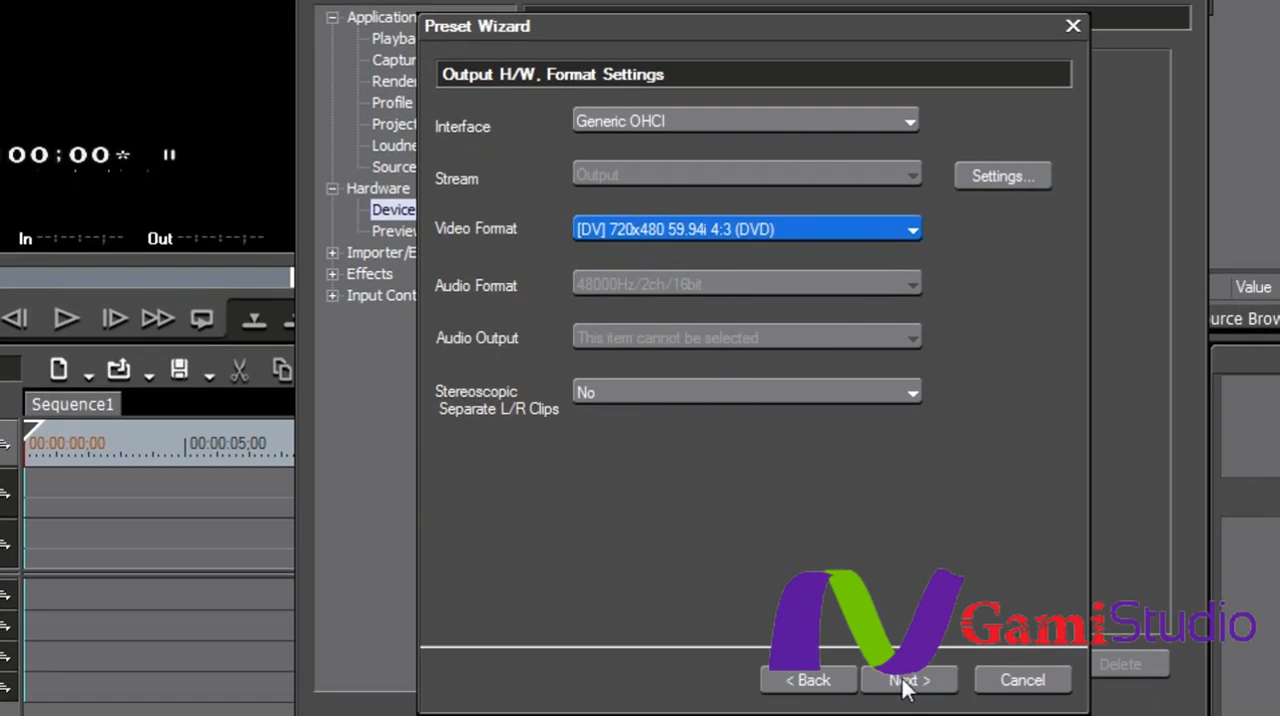 Application
Playba
Captur
Render
Profile
Project
Loudne
Source
Hardware
Device
Preview
Importer/E
Effects
Input Cont
Preset Wizard
Output H/W, Format Settings
Interface
Generic OHCI
Stream
Output
Settings...
Video Format
[DV] 720x480 59.94i 4:3 (DVD)
Audio Format
48000Hz/2ch/16bit
Audio Output
This item cannot be selected
Stereoscopic
Separate L/R Clips
No
< Back
Next >
Cancel
Delete
In --:--:--;-- Out --:--:--;--
Sequence1
00:00:00;00
00:00:05;00
Value
ource Brow
GamiStudio